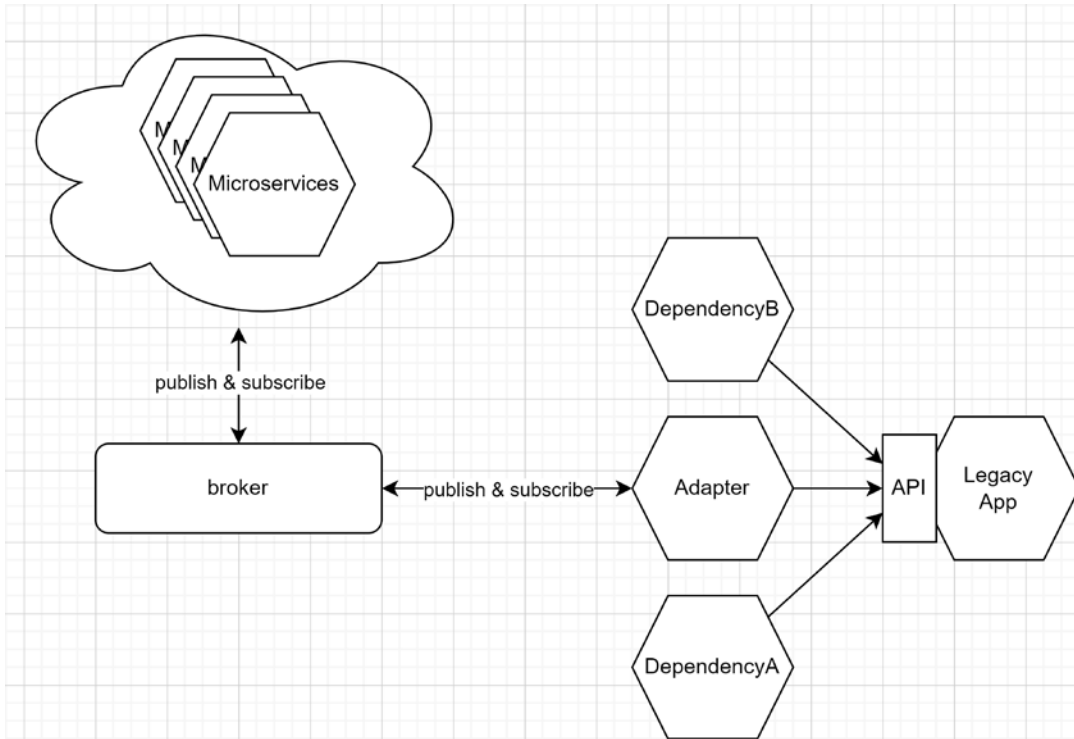 M
M
M
Microservices
publish & subscribe
DependencyB
broker
publish & subscribe
Adapter
API
Legacy
App
DependencyA